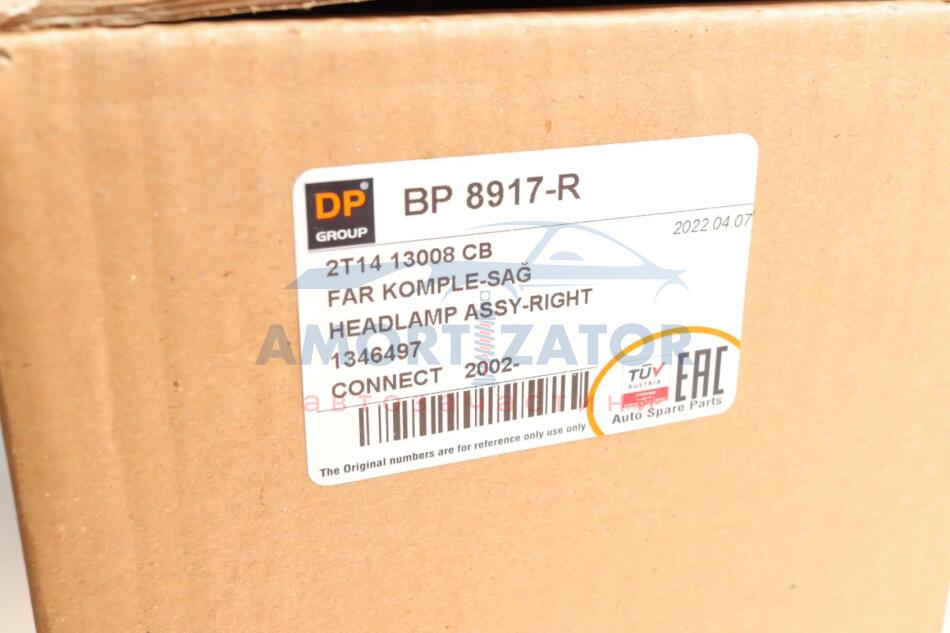 DP®
GROUP
BP 8917-R
2022.04.07
2T14 13008 CB
FAR KOMPLE-SAĞ
HEADLAMP ASSY-RIGHT
AMORTIZATOR
1346497
CONNECT 2002-
автозапчастини
TÜV
AUSTRIA
EAC
Auto Spare Parts
The Original numbers are for reference only use only